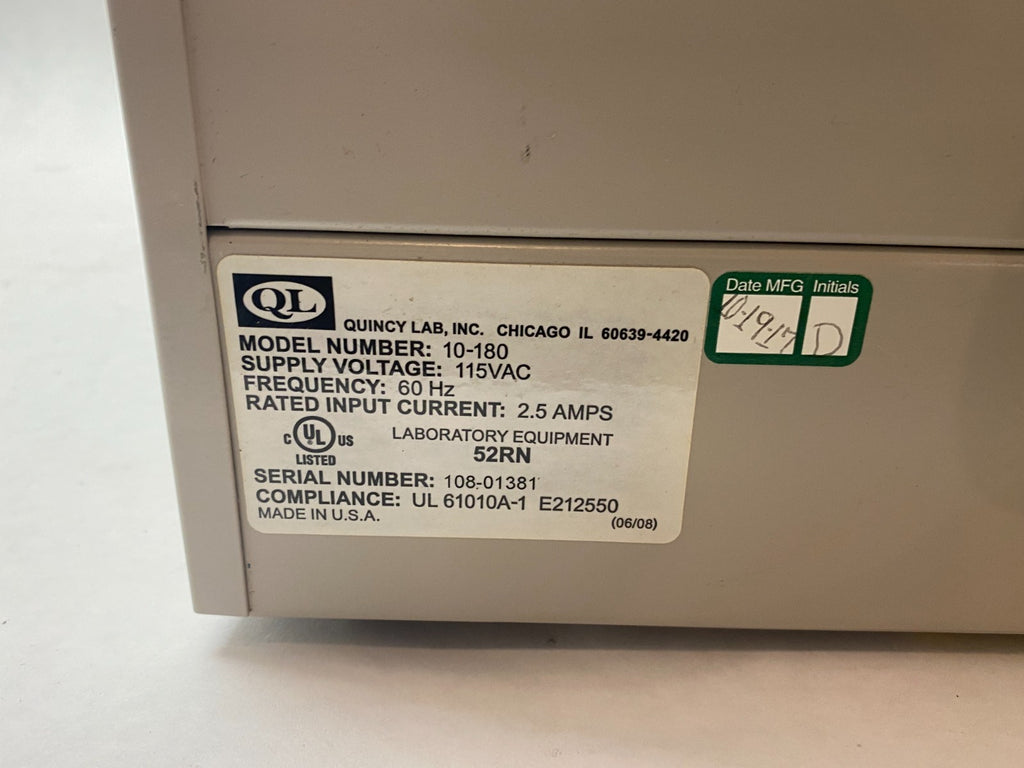 QL
QUINCY LAB, INC. CHICAGO IL 60639-4420
MODEL NUMBER: 10-180
SUPPLY VOLTAGE: 115VAC
FREQUENCY: 60 Hz
RATED INPUT CURRENT: 2.5 AMPS
C UL US
LISTED
LABORATORY EQUIPMENT
52RN
SERIAL NUMBER: 108-01381
COMPLIANCE: UL 61010A-1 E212550
MADE IN U.S.A.
(06/08)
Date MFG Initials
10-19-17 D